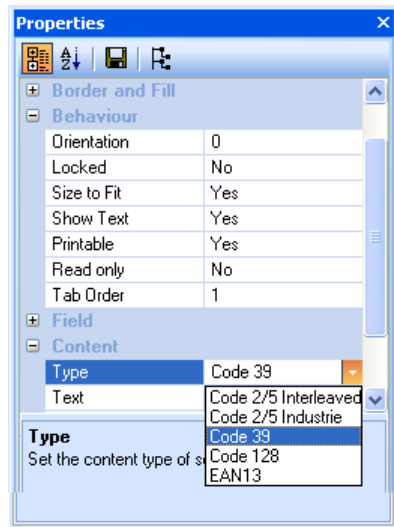 Properties
Border and Fill
Behaviour
Orientation 0
Locked No
Size to Fit Yes
Show Text Yes
Printable Yes
Read only No
Tab Order 1
Field
Content
Type Code 39
Text
Code 2/5 Interleaved
Code 2/5 Industrie
Code 39
Code 128
EAN13
Type
Set the content type of